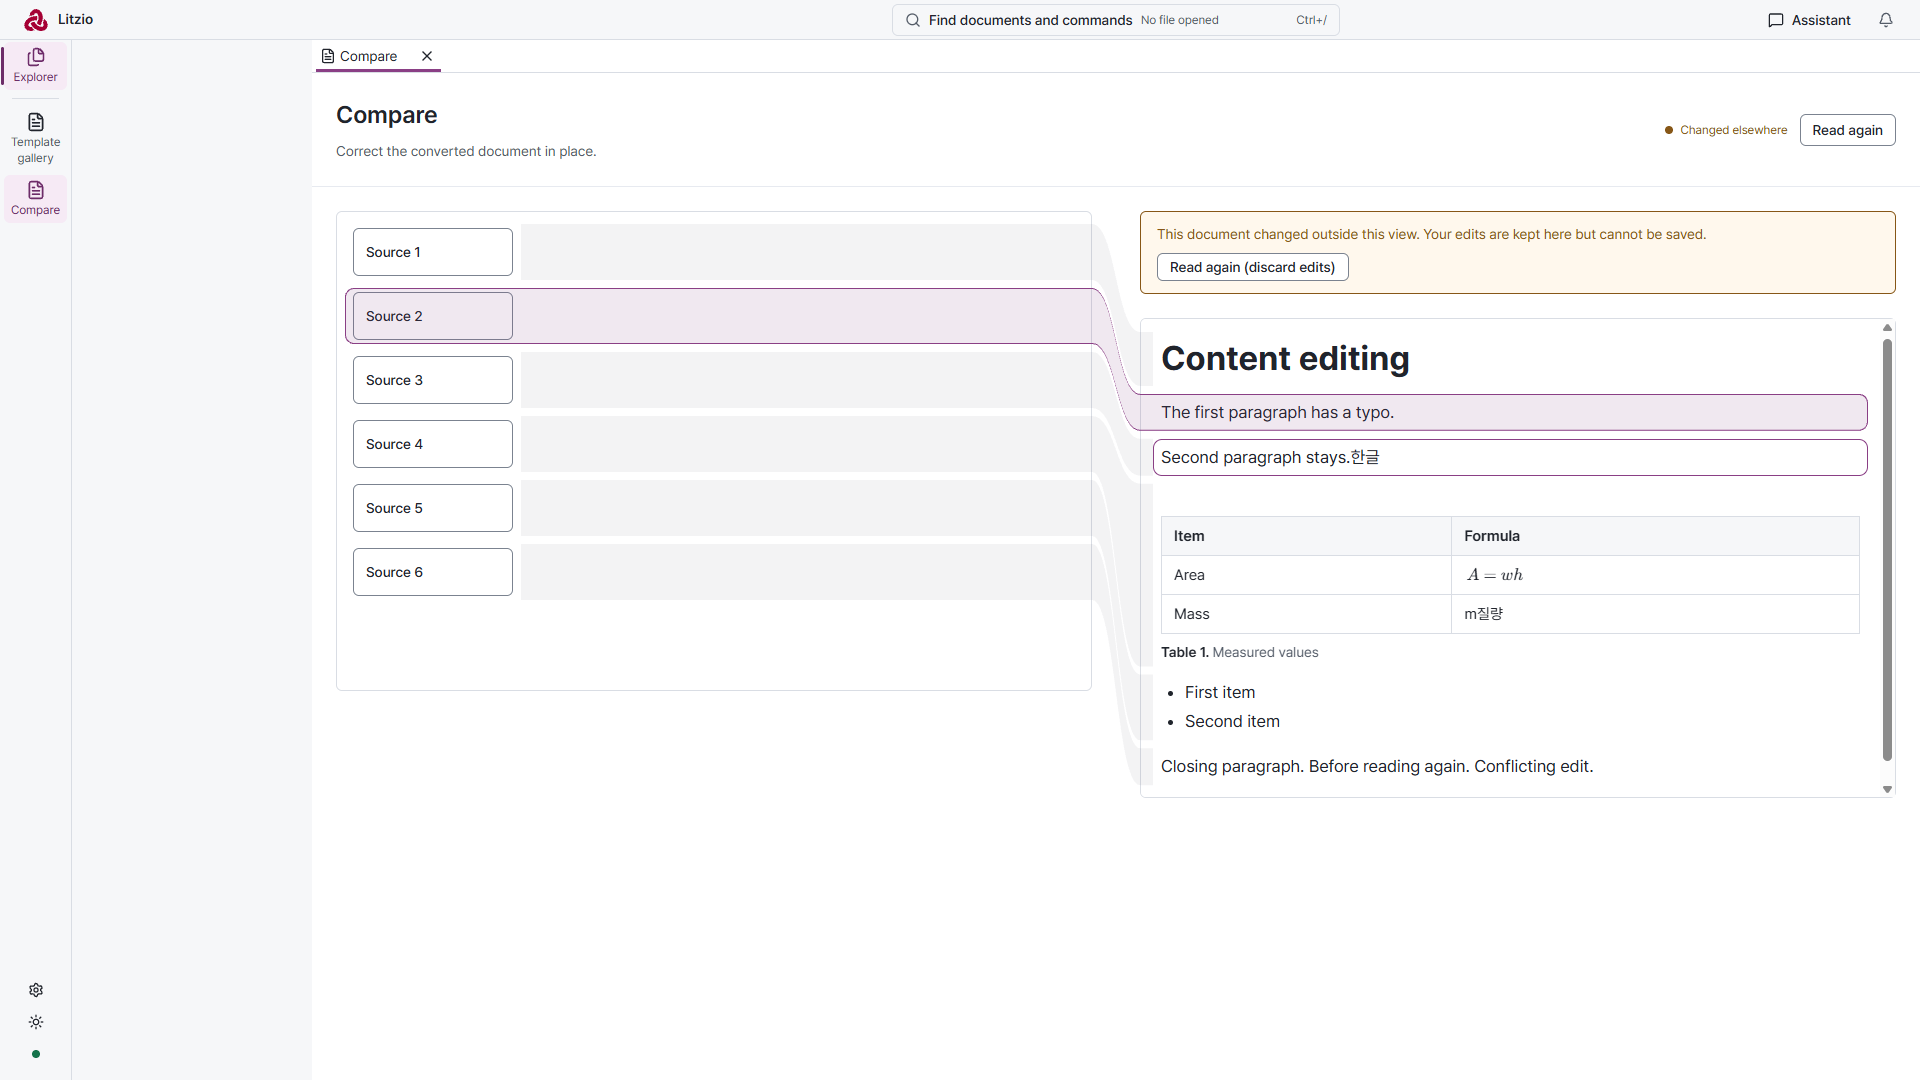 Litzio
Find documents and commands No file opened Ctrl+/
Assistant
Explorer
Template
gallery
Compare
Compare
Compare
Correct the converted document in place.
Changed elsewhere
Read again
Source 1
Source 2
Source 3
Source 4
Source 5
Source 6
This document changed outside this view. Your edits are kept here but cannot be saved.
Read again (discard edits)
Content editing
The first paragraph has a typo.
Second paragraph stays.한글
Item Formula
Area A = wh
Mass m질량
Table 1. Measured values
• First item
• Second item
Closing paragraph. Before reading again. Conflicting edit.